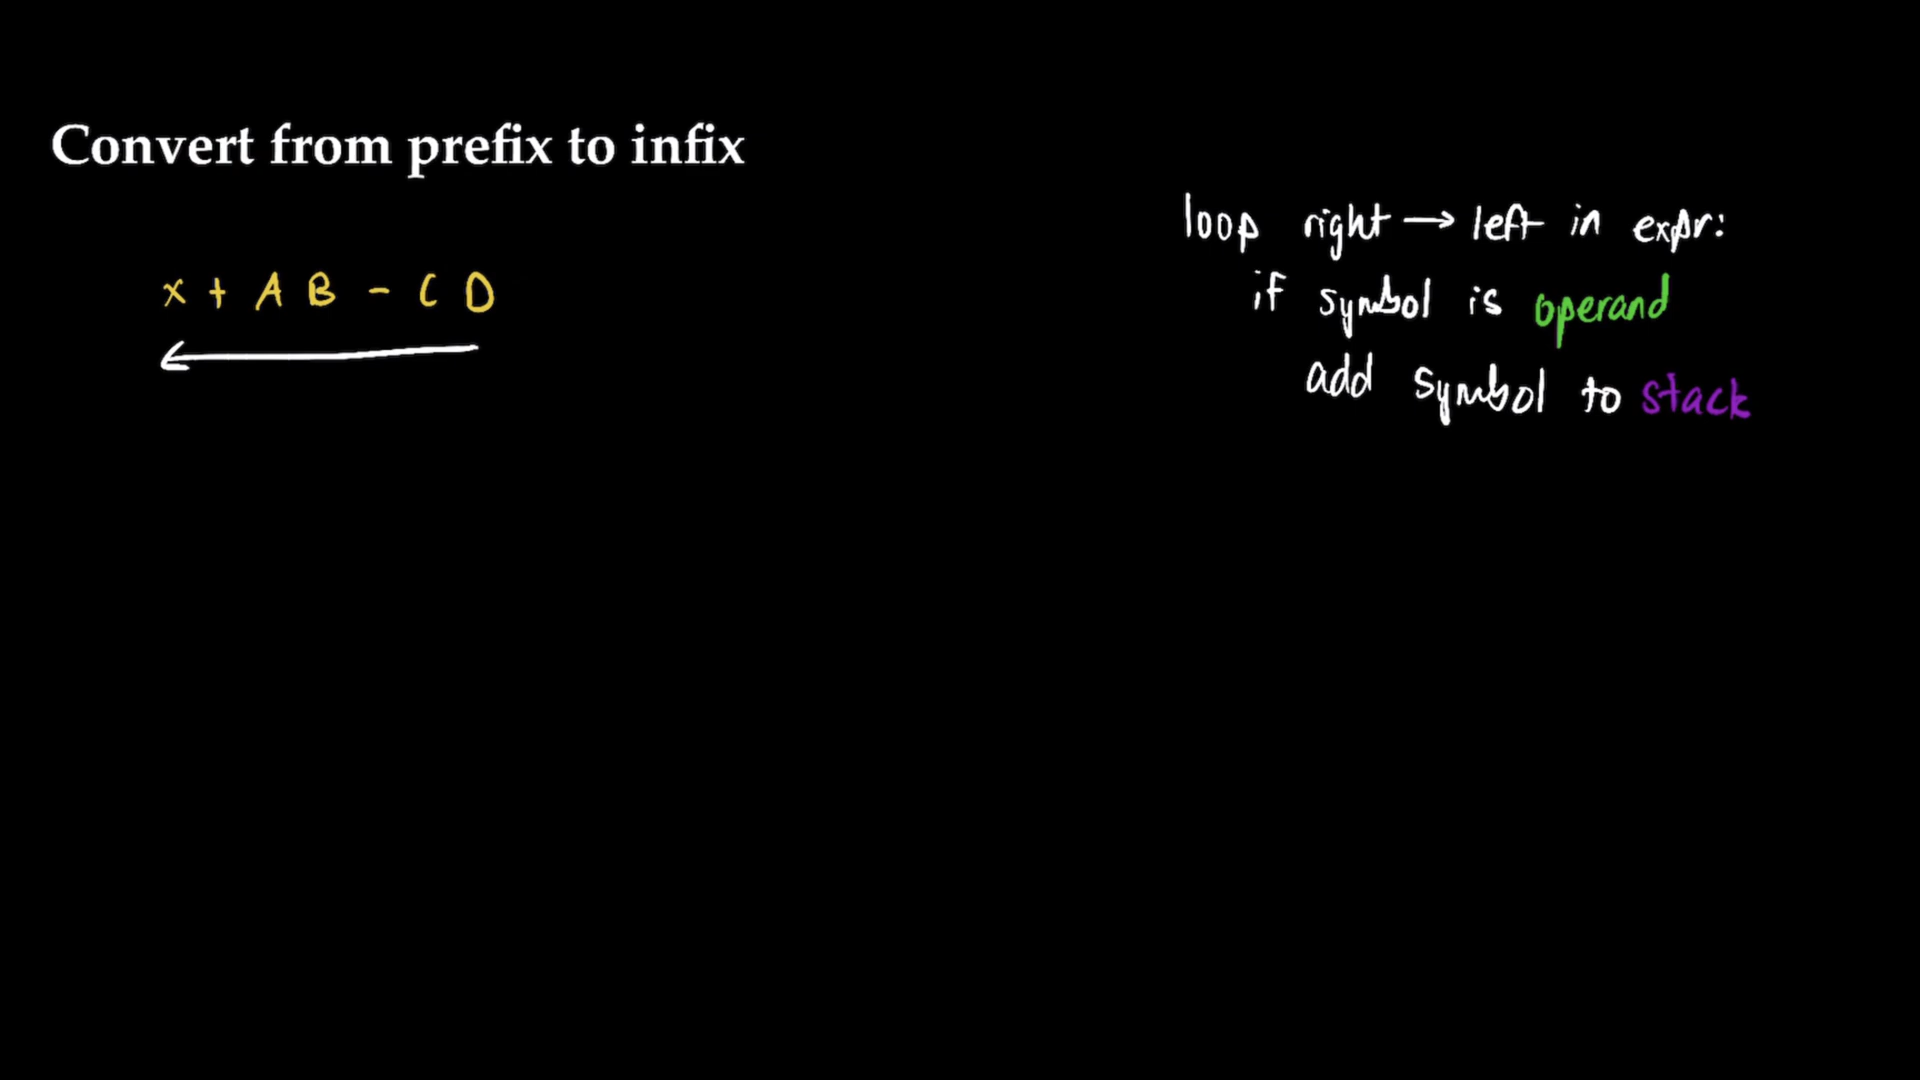 Convert from prefix to infix
x + A B - C D
loop right → left in expr:
if symbol is operand
add symbol to stack